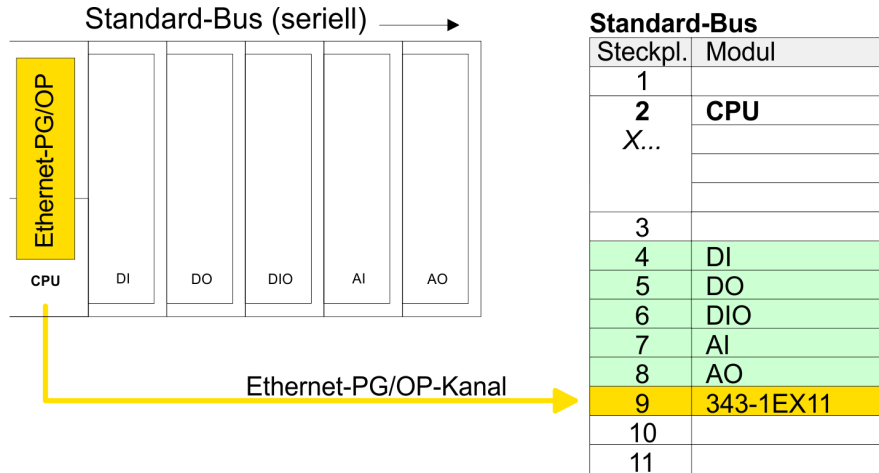 Standard-Bus (seriell)
Ethernet-PG/OP
CPU
DI
DO
DIO
AI
AO
Ethernet-PG/OP-Kanal
Standard-Bus
Steckpl. Modul
1
2 CPU
X...
3
4 DI
5 DO
6 DIO
7 AI
8 AO
9 343-1EX11
10
11